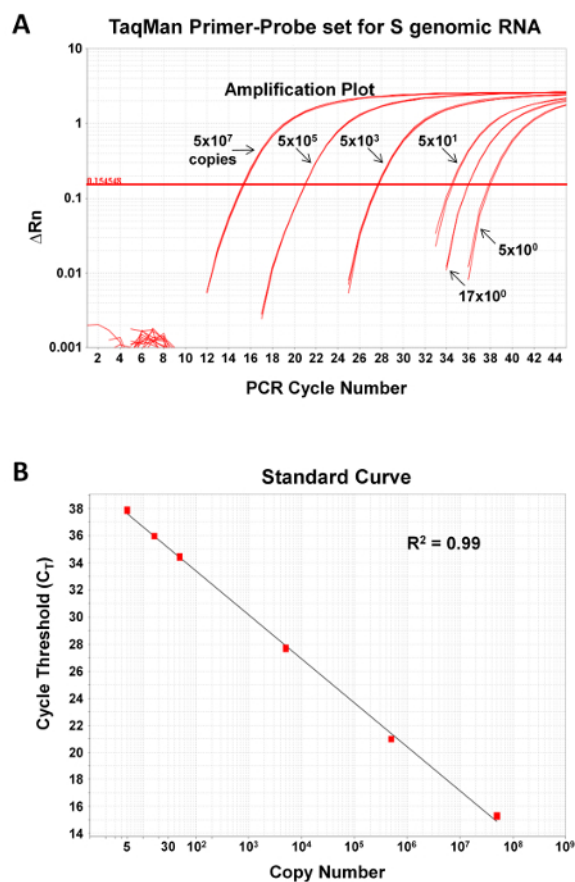 A
TaqMan Primer-Probe set for S genomic RNA
Amplification Plot
10
1
0.1
0.01
0.001
ΔRn
0.154548
5x10⁷
copies
5x10⁵
5x10³
5x10¹
5x10⁰
17x10⁰
2 4 6 8 10 12 14 16 18 20 22 24 26 28 30 32 34 36 38 40 42 44
PCR Cycle Number
B
Standard Curve
R² = 0.99
38
36
34
32
30
28
26
24
22
20
18
16
14
Cycle Threshold (C_T)
5 30 10² 10³ 10⁴ 10⁵ 10⁶ 10⁷ 10⁸ 10⁹
Copy Number